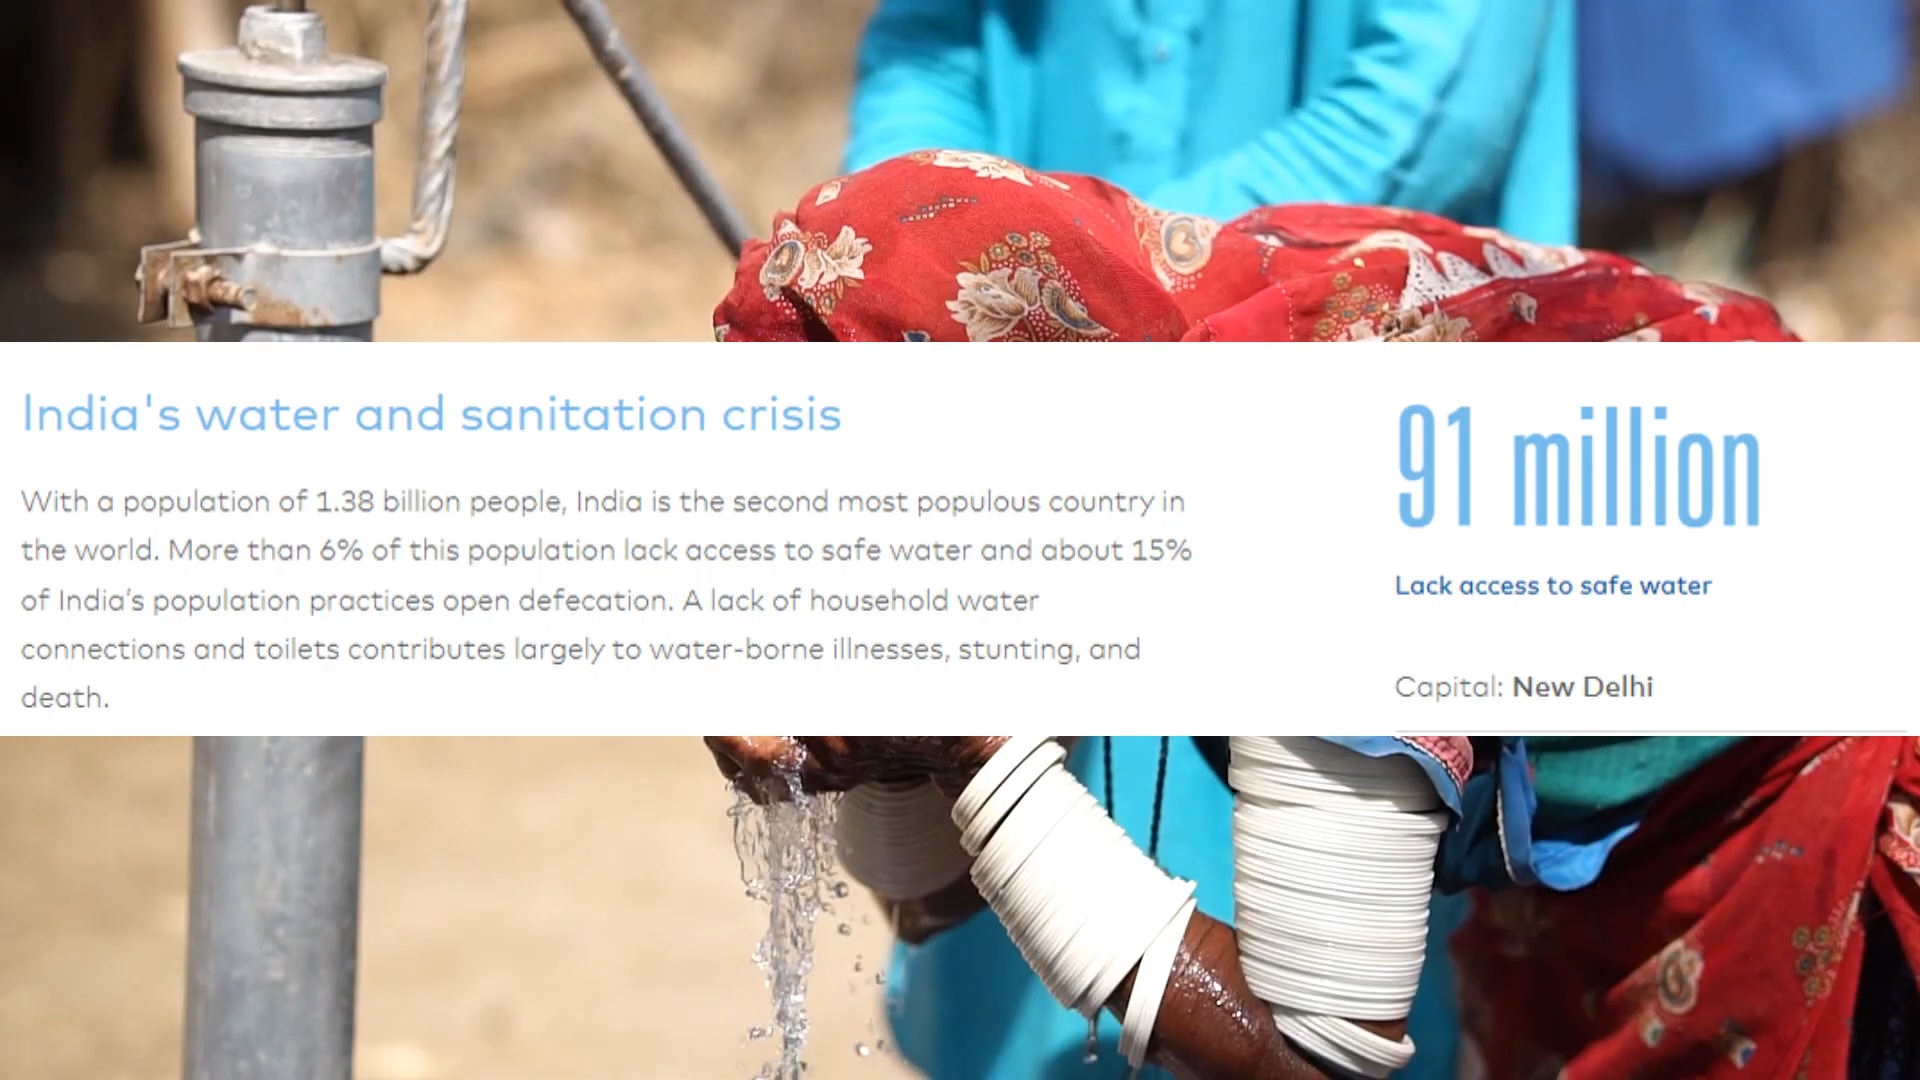 India's water and sanitation crisis
With a population of 1.38 billion people, India is the second most populous country in
the world. More than 6% of this population lack access to safe water and about 15%
of India’s population practices open defecation. A lack of household water
connections and toilets contributes largely to water-borne illnesses, stunting, and
death.
91 million
Lack access to safe water
Capital: New Delhi